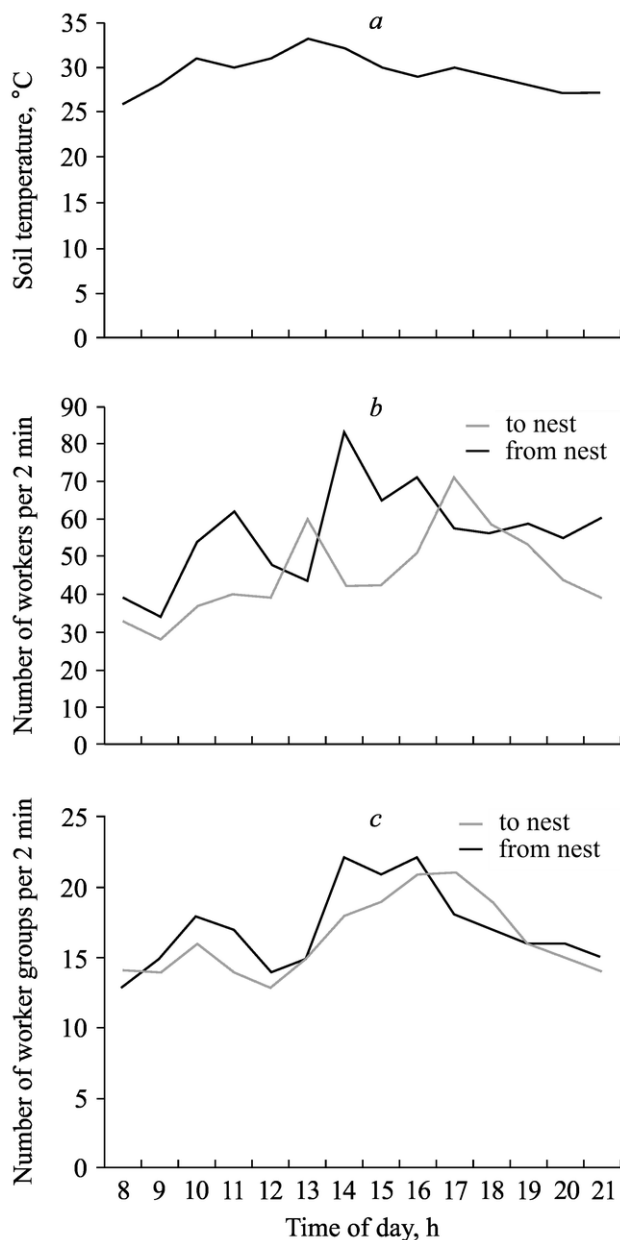 a
35
30
25
20
15
10
5
0
Soil temperature, °C
b
90
80
70
60
50
40
30
20
10
0
to nest
from nest
Number of workers per 2 min
c
25
20
15
10
5
0
to nest
from nest
Number of worker groups per 2 min
8 9 10 11 12 13 14 15 16 17 18 19 20 21
Time of day, h